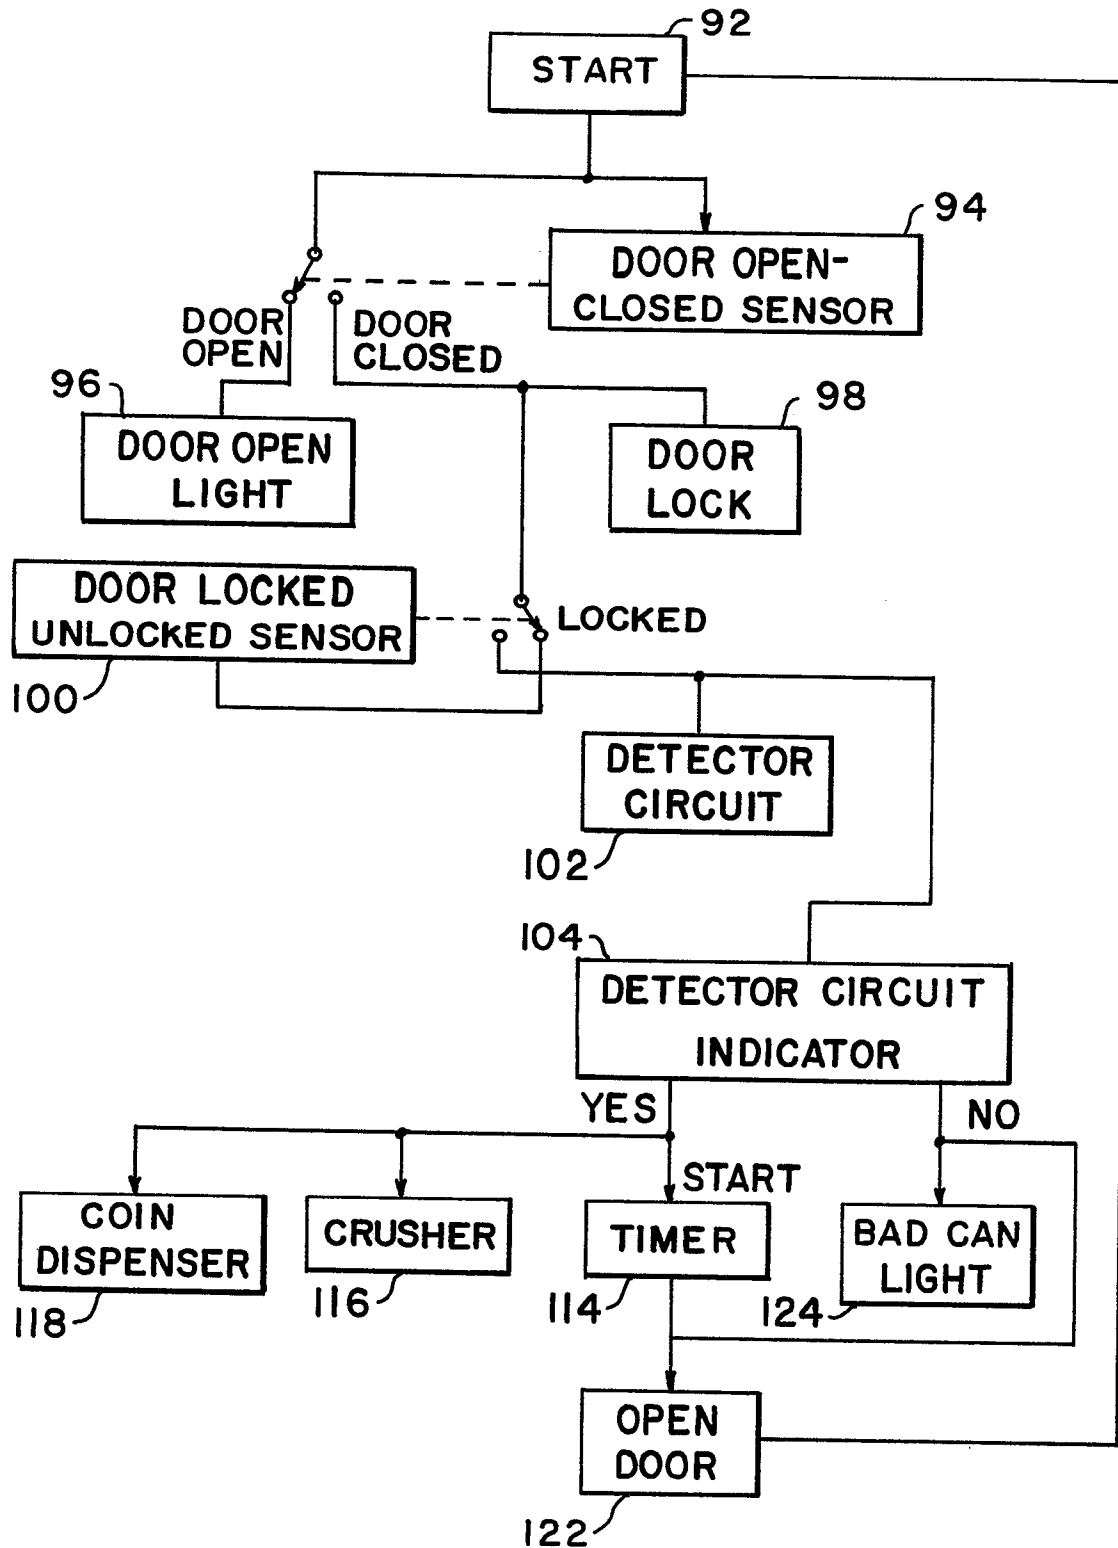 92
START
94
DOOR OPEN-
CLOSED SENSOR
DOOR
OPEN
DOOR
CLOSED
96
DOOR OPEN
LIGHT
98
DOOR
LOCK
DOOR LOCKED
UNLOCKED SENSOR
100
LOCKED
DETECTOR
CIRCUIT
102
104
DETECTOR CIRCUIT
INDICATOR
YES
NO
START
COIN
DISPENSER
118
CRUSHER
116
TIMER
114
BAD CAN
LIGHT
124
OPEN
DOOR
122